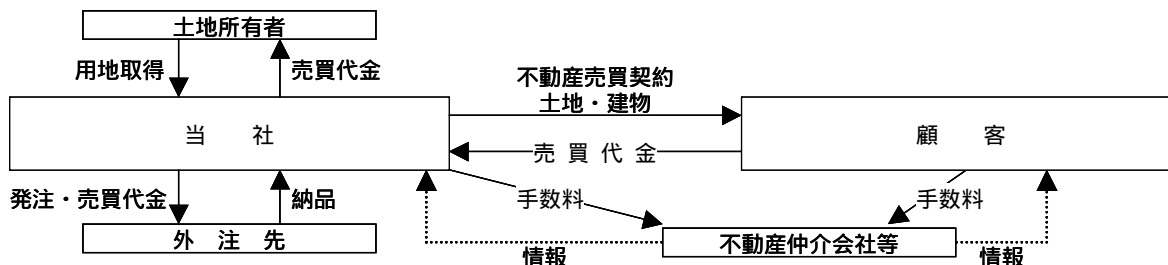 土地所有者
用地取得
売買代金
不動産売買契約
土地・建物
当　社
顧　客
売買代金
発注・売買代金
納品
手数料
手数料
外注先
不動産仲介会社等
情報
情報